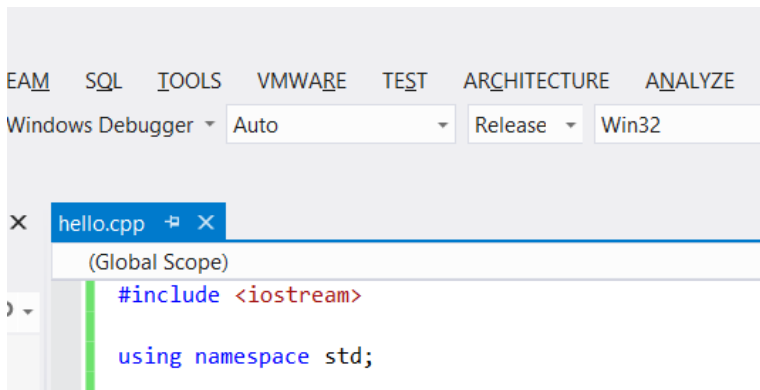 EAM SQL TOOLS VMWARE TEST ARCHITECTURE ANALYZE
Windows Debugger Auto Release Win32
hello.cpp
(Global Scope)
#include <iostream>
using namespace std;